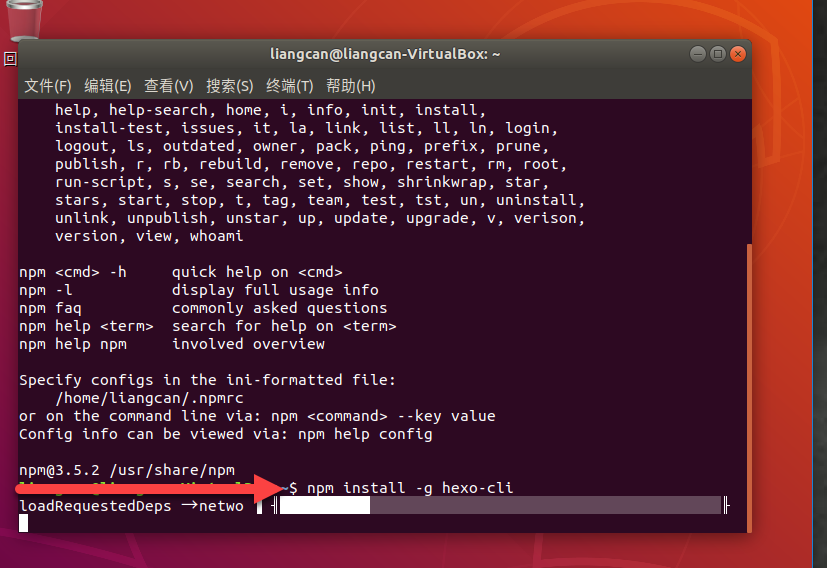 回
liangcan@liangcan-VirtualBox: ~
文件(F) 编辑(E) 查看(V) 搜索(S) 终端(T) 帮助(H)
help, help-search, home, i, info, init, install,
install-test, issues, it, la, link, list, ll, ln, login,
logout, ls, outdated, owner, pack, ping, prefix, prune,
publish, r, rb, rebuild, remove, repo, restart, rm, root,
run-script, s, se, search, set, show, shrinkwrap, star,
stars, start, stop, t, tag, team, test, tst, un, uninstall,
unlink, unpublish, unstar, up, update, upgrade, v, verison,
version, view, whoami
npm <cmd> -h     quick help on <cmd>
npm -l           display full usage info
npm faq          commonly asked questions
npm help <term>  search for help on <term>
npm help npm     involved overview
Specify configs in the ini-formatted file:
/home/liangcan/.npmrc
or on the command line via: npm <command> --key value
Config info can be viewed via: npm help config
npm@3.5.2 /usr/share/npm
~$ npm install -g hexo-cli
loadRequestedDeps → netwo